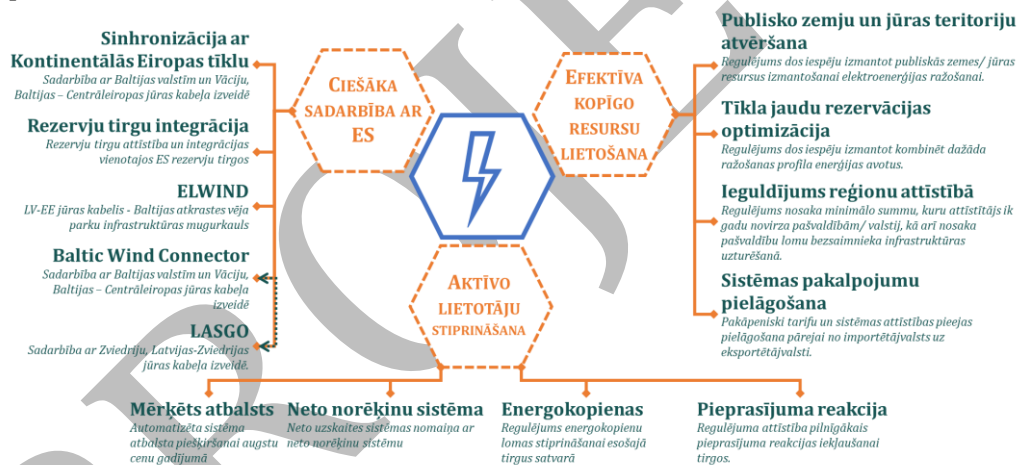 Sinhronizācija ar
Kontinentālās Eiropas tīklu
Sadarbība ar Baltijas valstīm un Vāciju,
Baltijas – Centrāleiropas jūras kabeļa izveidē
Rezervju tirgu integrācija
Rezervju tirgu attīstība un integrācijas
vienotajos ES rezervju tirgos
ELWIND
LV-EE jūras kabelis - Baltijas atkrastes vēja
parku infrastruktūras mugurkauls
Baltic Wind Connector
Sadarbība ar Baltijas valstīm un Vāciju,
Baltijas – Centrāleiropas jūras kabeļa
izveidē
LASGO
Sadarbība ar Zviedriju, Latvijas-Zviedrijas
jūras kabeļa izveidē.
CIEŠĀKA
SADARBĪBA AR
ES
EFEKTĪVA
KOPĪGO
RESURSU
LIETOŠANA
AKTĪVO
LIETOTĀJU
STIPRINĀŠANA
Publisko zemju un jūras teritoriju
atvēršana
Regulējums dos iespēju izmantot publiskās zemes/ jūras
resursus izmantošanai elektroenerģijas ražošanai.
Tīkla jaudu rezervācijas
optimizācija
Regulējums dos iespēju izmantot kombinēt dažāda
ražošanas profila enerģijas avotus.
Ieguldījums reģionu attīstībā
Regulējums nosaka minimālo summu, kuru attīstītājs ik
gadu novirza pašvaldībām/ valstij, kā arī nosaka
pašvaldību lomu bezsaimnieka infrastruktūras
uzturēšanā.
Sistēmas pakalpojumu
pielāgošana
Pakāpeniski tarifu un sistēmas attīstības pieejas
pielāgošana pārejai no importētājvalsts uz
eksportētājvalsti.
Mērķēts atbalsts
Automatizēta sistēma
atbalsta piešķiršanai augstu
cenu gadījumā
Neto norēķinu sistēma
Neto uzskaites sistēmas nomaiņa ar
neto norēķinu sistēmu
Energokopienas
Regulējums energokopienu
lomas stiprināšanai esošajā
tirgus satvarā
Pieprasījuma reakcija
Regulējuma attīstība pilnīgākais
pieprasījuma reakcijas iekļaušanai
tirgos.
PROJE